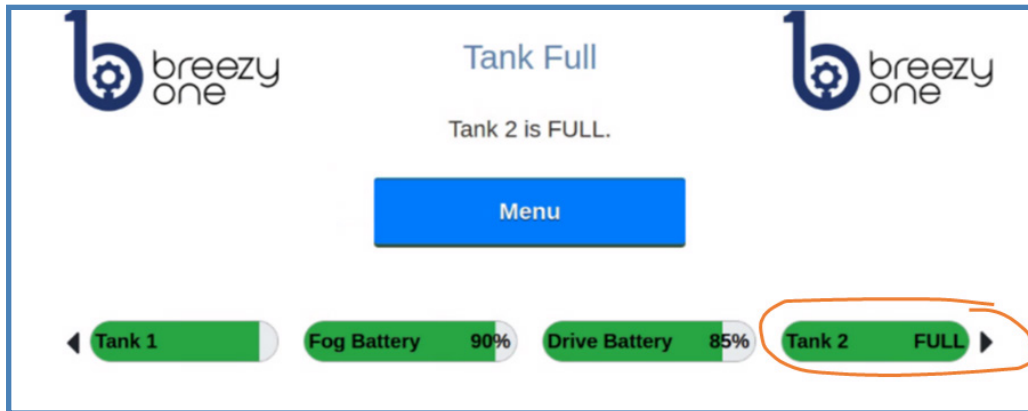 breezy
one
Tank Full
breezy
one
Tank 2 is FULL.
Menu
Tank 1
Fog Battery 90%
Drive Battery 85%
Tank 2 FULL